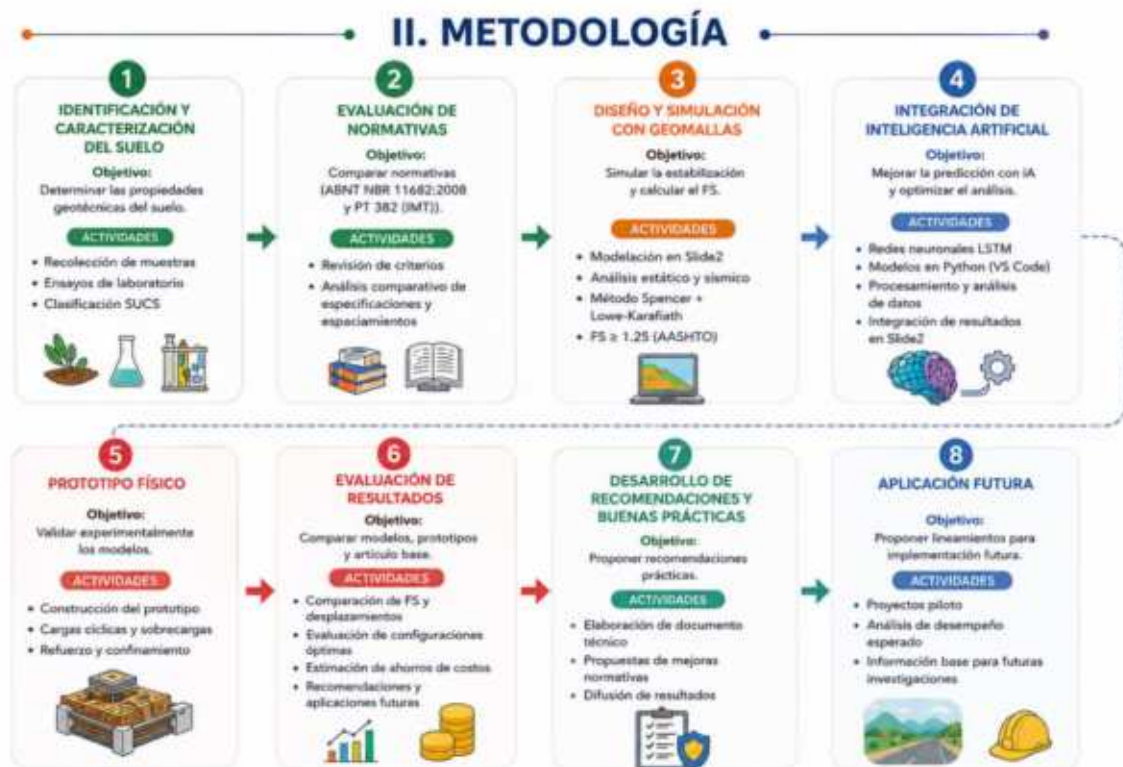 II. METODOLOGÍA
1
IDENTIFICACIÓN Y
CARACTERIZACIÓN
DEL SUELO
Objetivo:
Determinar las propiedades
geotécnicas del suelo.
ACTIVIDADES
• Recolección de muestras
• Ensayos de laboratorio
• Clasificación SUCS
2
EVALUACIÓN DE
NORMATIVAS
Objetivo:
Comparar normativas
(ABNT NBR 11682:2008
y PT 382 (IMT)).
ACTIVIDADES
• Revisión de criterios
• Análisis comparativo de
especificaciones y
espaciamientos
3
DISEÑO Y SIMULACIÓN
CON GEOMALLAS
Objetivo:
Simular la estabilización
y calcular el FS.
ACTIVIDADES
• Modelación en Slide2
• Análisis estático y sísmico
• Método Spencer +
Lowe-Karafiath
• FS ≥ 1.25 (AASHTO)
4
INTEGRACIÓN DE
INTELIGENCIA ARTIFICIAL
Objetivo:
Mejorar la predicción con IA
y optimizar el análisis.
ACTIVIDADES
• Redes neuronales LSTM
• Modelos en Python (VS Code)
• Procesamiento y análisis
de datos
• Integración de resultados
en Slide2
5
PROTOTIPO FÍSICO
Objetivo:
Validar experimentalmente
los modelos.
ACTIVIDADES
• Construcción del prototipo
• Cargas cíclicas y sobrecargas
• Refuerzo y confinamiento
6
EVALUACIÓN DE
RESULTADOS
Objetivo:
Comparar modelos, prototipos
y artículo base.
ACTIVIDADES
• Comparación de FS y
desplazamientos
• Evaluación de configuraciones
óptimas
• Estimación de ahorros de costos
• Recomendaciones y
aplicaciones futuras
7
DESARROLLO DE
RECOMENDACIONES Y
BUENAS PRÁCTICAS
Objetivo:
Proponer recomendaciones
prácticas.
ACTIVIDADES
• Elaboración de documento
técnico
• Propuestas de mejoras
normativas
• Difusión de resultados
8
APLICACIÓN FUTURA
Objetivo:
Proponer lineamientos para
implementación futura.
ACTIVIDADES
• Proyectos piloto
• Análisis de desempeño
esperado
• Información base para futuras
investigaciones